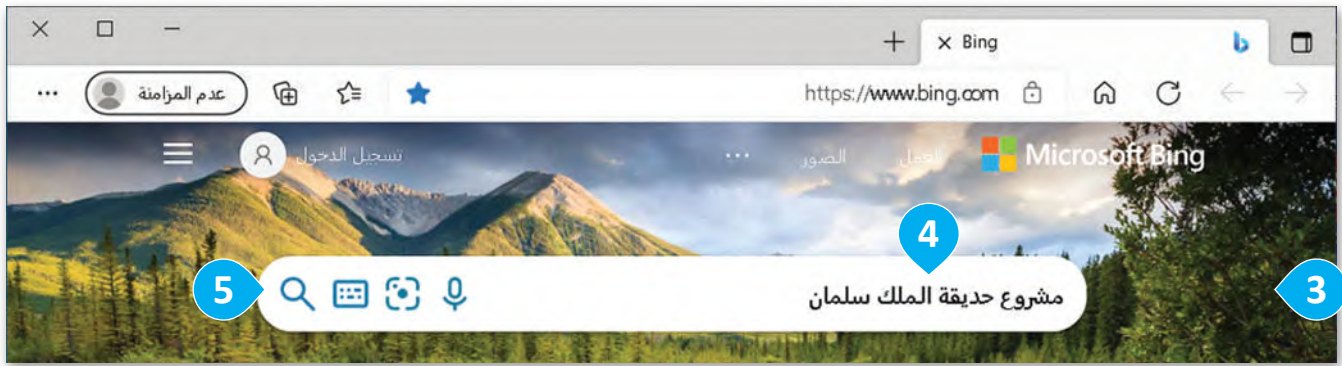 Bing
https://www.bing.com
عدم المزامنة
Microsoft Bing
العمل
الصور
...
تسجيل الدخول
4
3
مشروع حديقة الملك سلمان
5